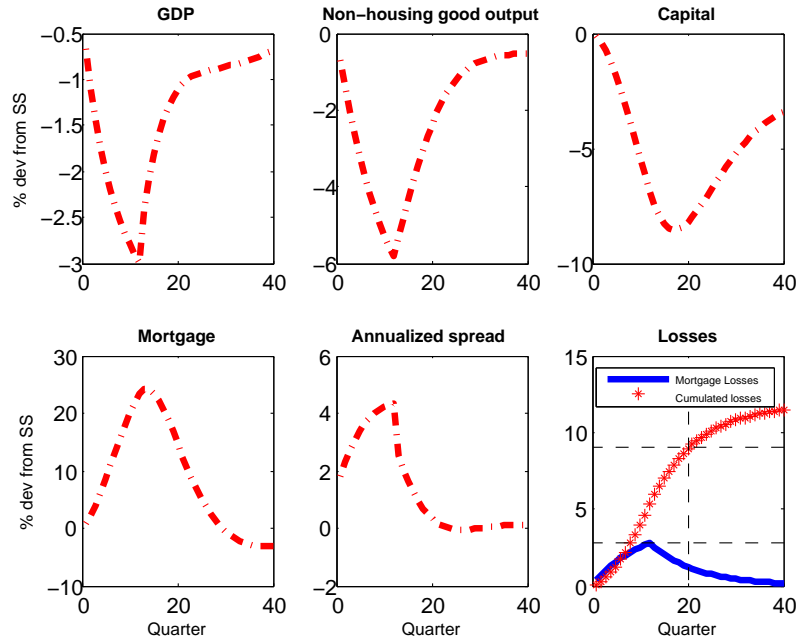 GDP
Non−housing good output
Capital
% dev from SS
−0.5
−1
−1.5
−2
−2.5
−3
0 20 40
0
−2
−4
−6
0 20 40
0
−5
−10
0 20 40
Mortgage
Annualized spread
Losses
% dev from SS
30
20
10
0
−10
0 20 40
Quarter
6
4
2
0
−2
0 20 40
15
10
5
0
0 20 40
Quarter
Mortgage Losses
Cumulated losses